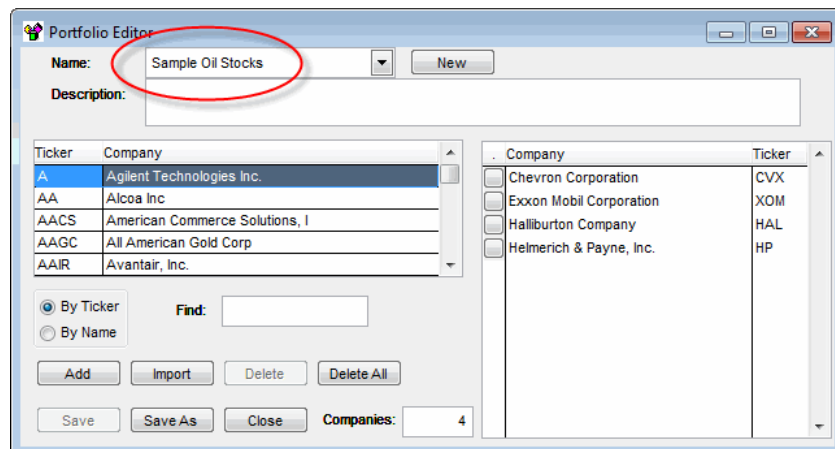 Portfolio Editor
Name: Sample Oil Stocks New
Description:
Ticker Company
A Agilent Technologies Inc.
AA Alcoa Inc
AACS American Commerce Solutions, I
AAGC All American Gold Corp
AAIR Avantair, Inc.
. Company Ticker
Chevron Corporation CVX
Exxon Mobil Corporation XOM
Halliburton Company HAL
Helmerich & Payne, Inc. HP
By Ticker
By Name
Find:
Add Import Delete Delete All
Save Save As Close Companies: 4